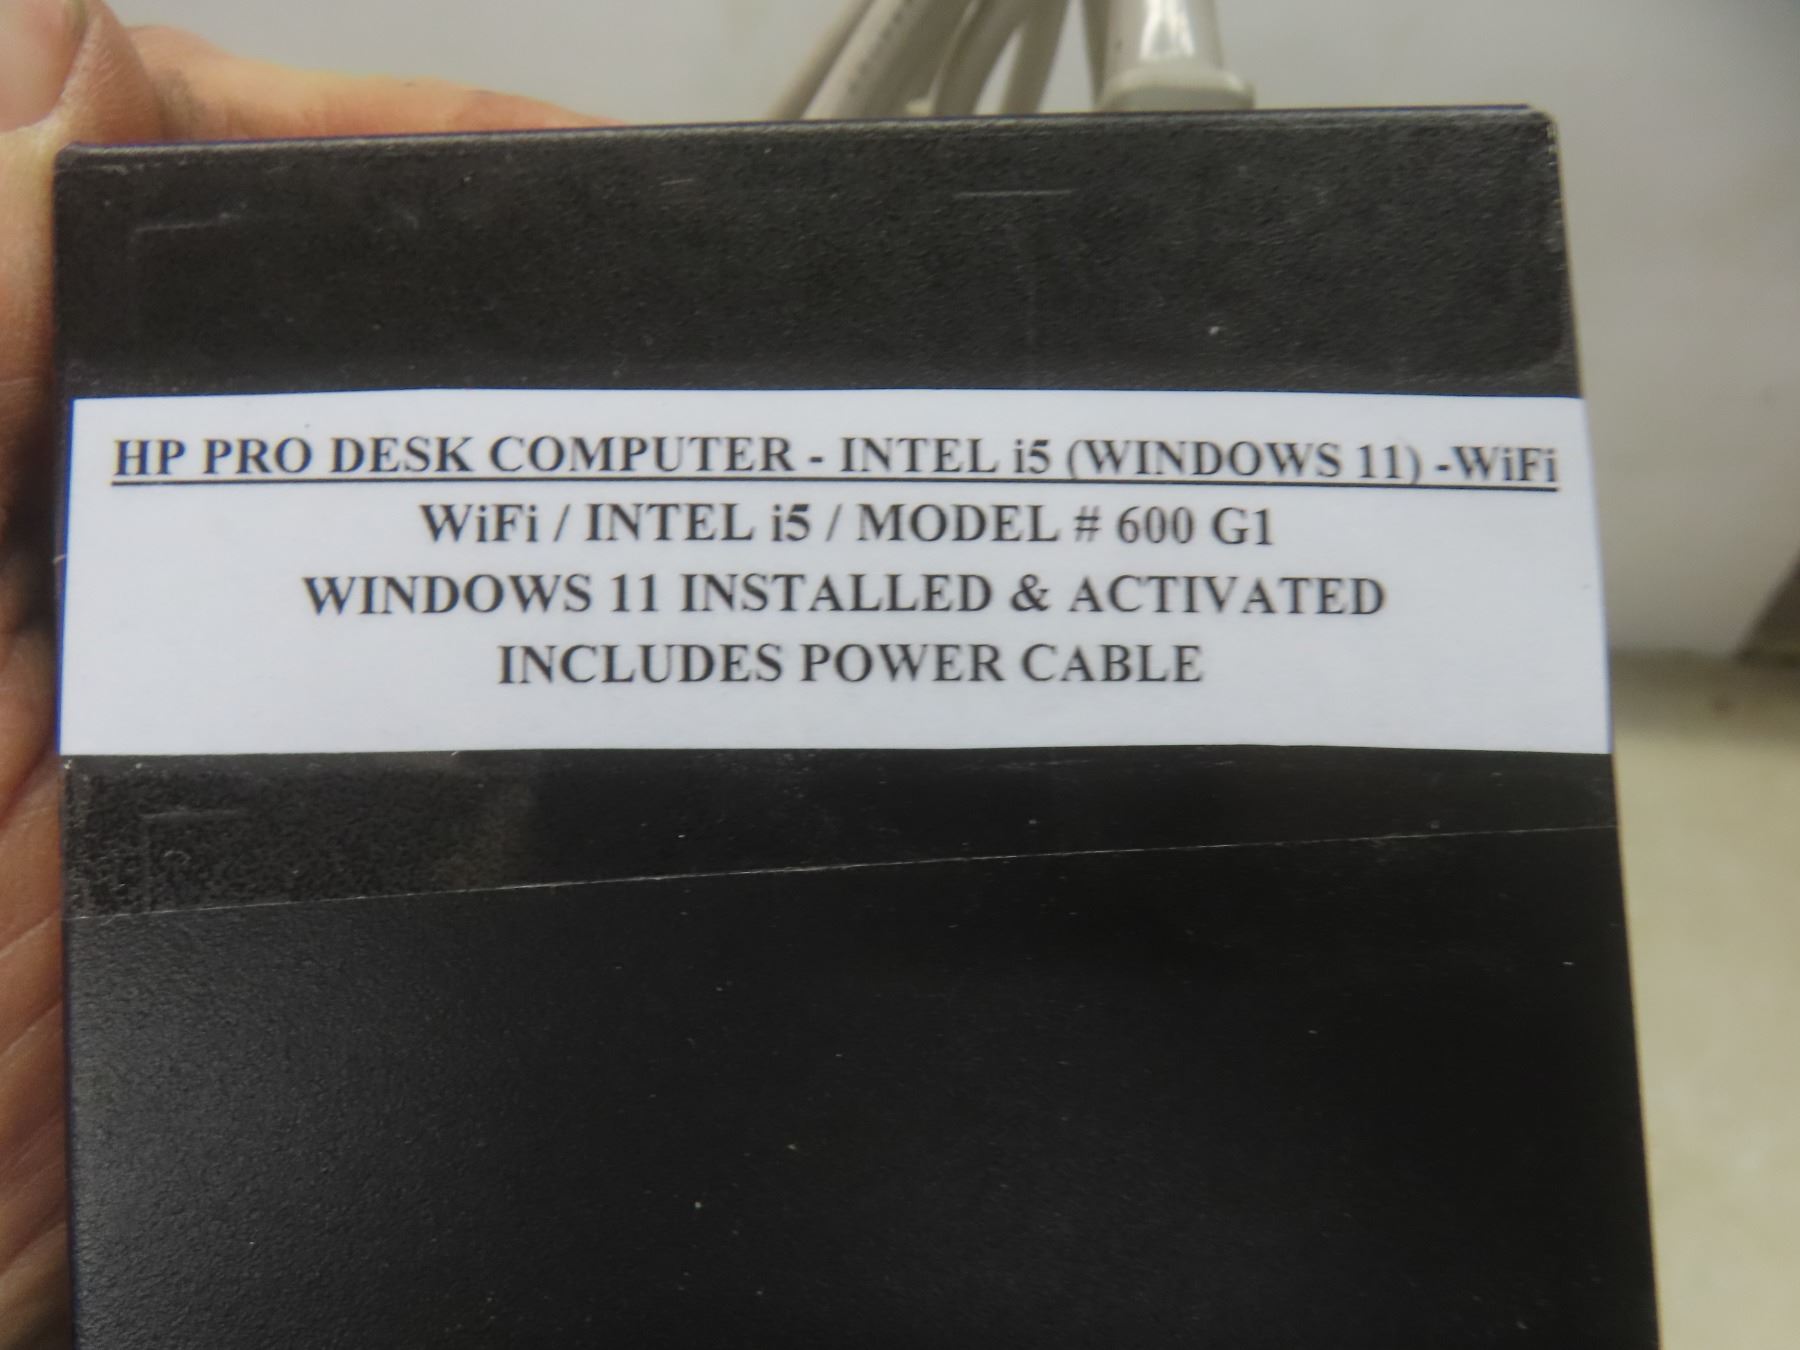 HP PRO DESK COMPUTER - INTEL i5 (WINDOWS 11) -WiFi
WiFi / INTEL i5 / MODEL # 600 G1
WINDOWS 11 INSTALLED & ACTIVATED
INCLUDES POWER CABLE